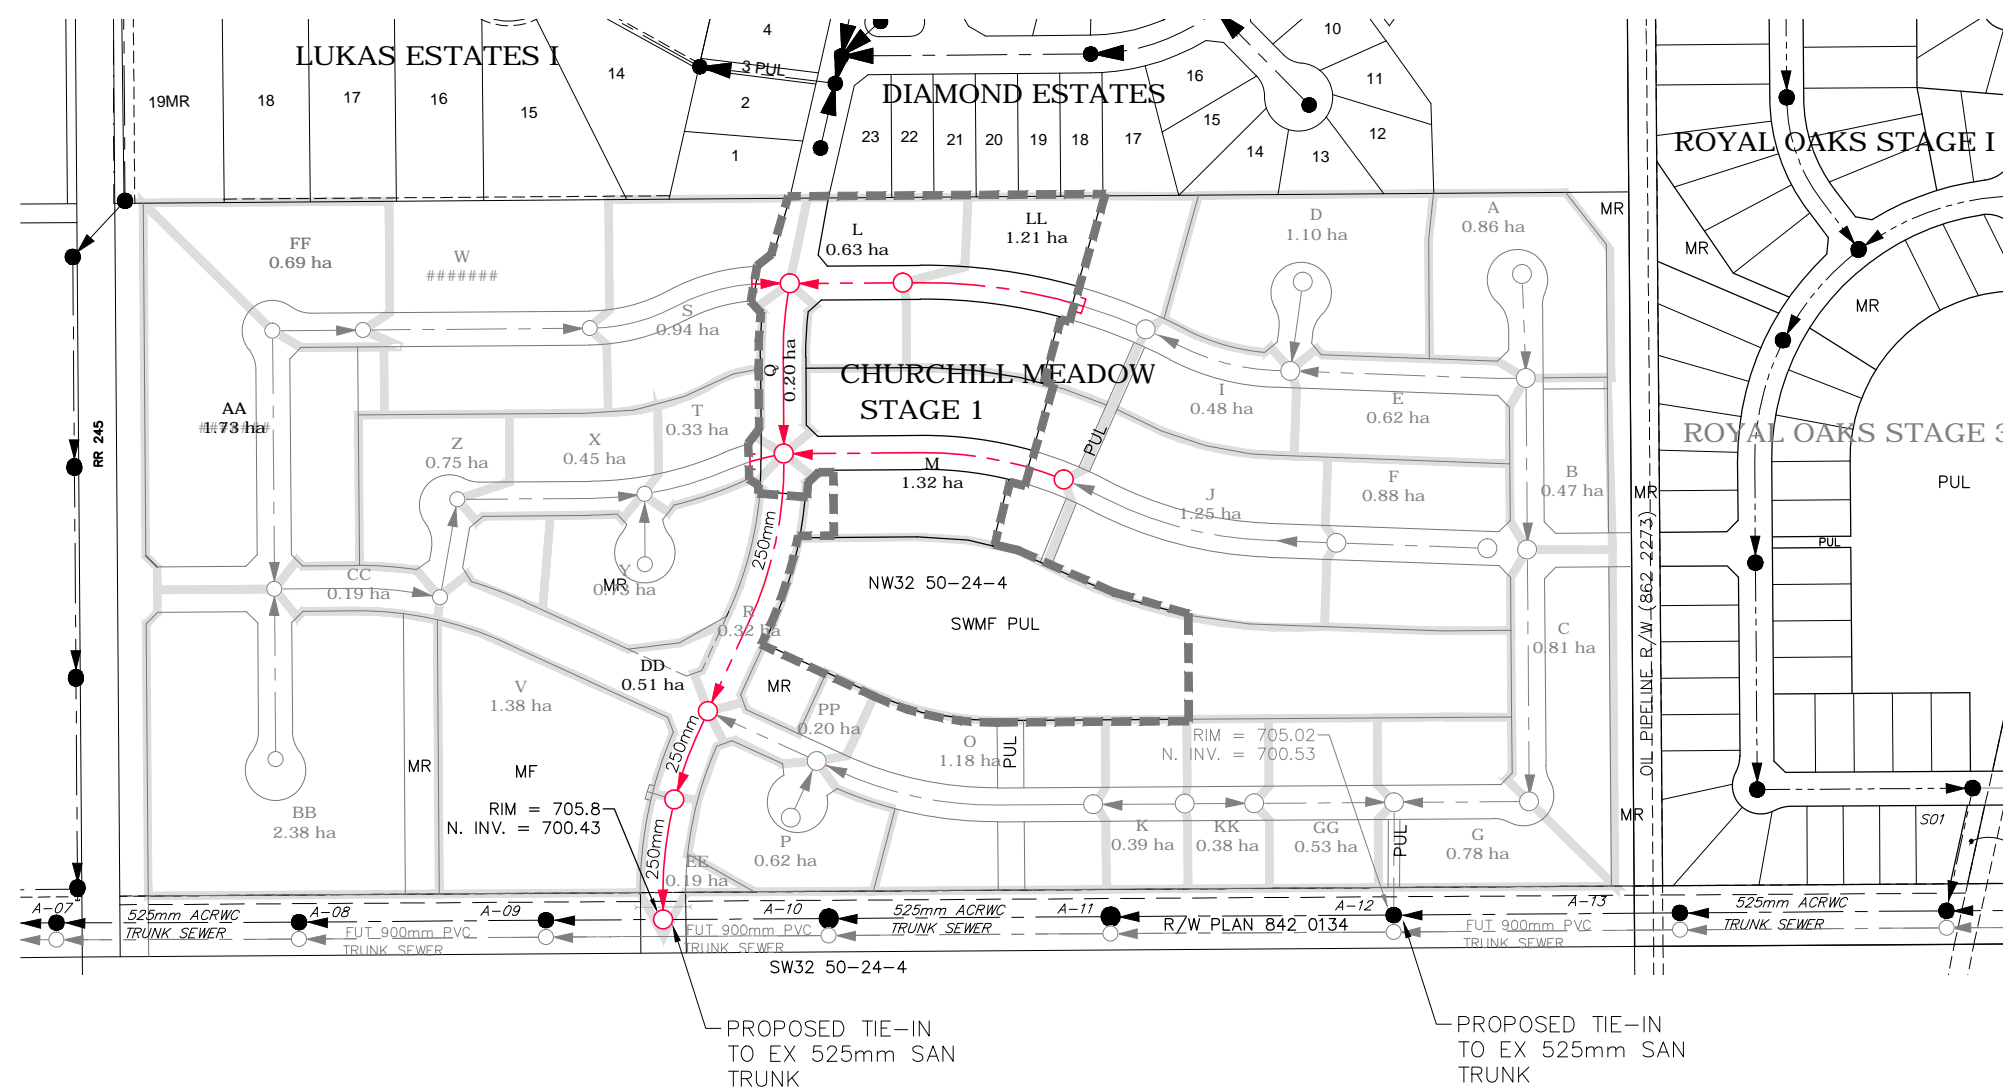 4
10
LUKAS ESTATES I
14
3 PUL
16
11
19MR
18
17
16
15
2
DIAMOND ESTATES
15
12
23
22
21
20
19
18
17
14
13
1
ROYAL OAKS STAGE I
MR
FF
0.69 ha
W
#######
L
0.63 ha
LL
1.21 ha
D
1.10 ha
A
0.86 ha
MR
MR
S
0.94 ha
Q
0.20 ha
CHURCHILL MEADOW
STAGE 1
I
0.48 ha
E
0.62 ha
AA
1.73 ha
RR 245
T
0.33 ha
Z
0.75 ha
X
0.45 ha
PUL
ROYAL OAKS STAGE 3
PUL
M
1.32 ha
J
1.25 ha
F
0.88 ha
B
0.47 ha
MR
PUL
250mm
CC
0.19 ha
Y
0.73 ha
MR
NW32 50-24-4
SWMF PUL
R
0.32 ha
C
0.81 ha
OIL PIPELINE R/W (862 2273)
DD
0.51 ha
V
1.38 ha
MR
PP
0.20 ha
O
1.18 ha
PUL
RIM = 705.02
N. INV. = 700.53
250mm
MR
MF
RIM = 705.8
N. INV. = 700.43
BB
2.38 ha
250mm
P
0.62 ha
EE
0.19 ha
K
0.39 ha
KK
0.38 ha
GG
0.53 ha
PUL
G
0.78 ha
MR
S01
A-07
525mm ACRWC
TRUNK SEWER
A-08
FUT 900mm PVC
TRUNK SEWER
A-09
A-10
FUT 900mm PVC
TRUNK SEWER
525mm ACRWC
TRUNK SEWER
A-11
R/W PLAN 842 0134
A-12
FUT 900mm PVC
TRUNK SEWER
A-13
525mm ACRWC
TRUNK SEWER
SW32 50-24-4
PROPOSED TIE-IN
TO EX 525mm SAN
TRUNK
PROPOSED TIE-IN
TO EX 525mm SAN
TRUNK